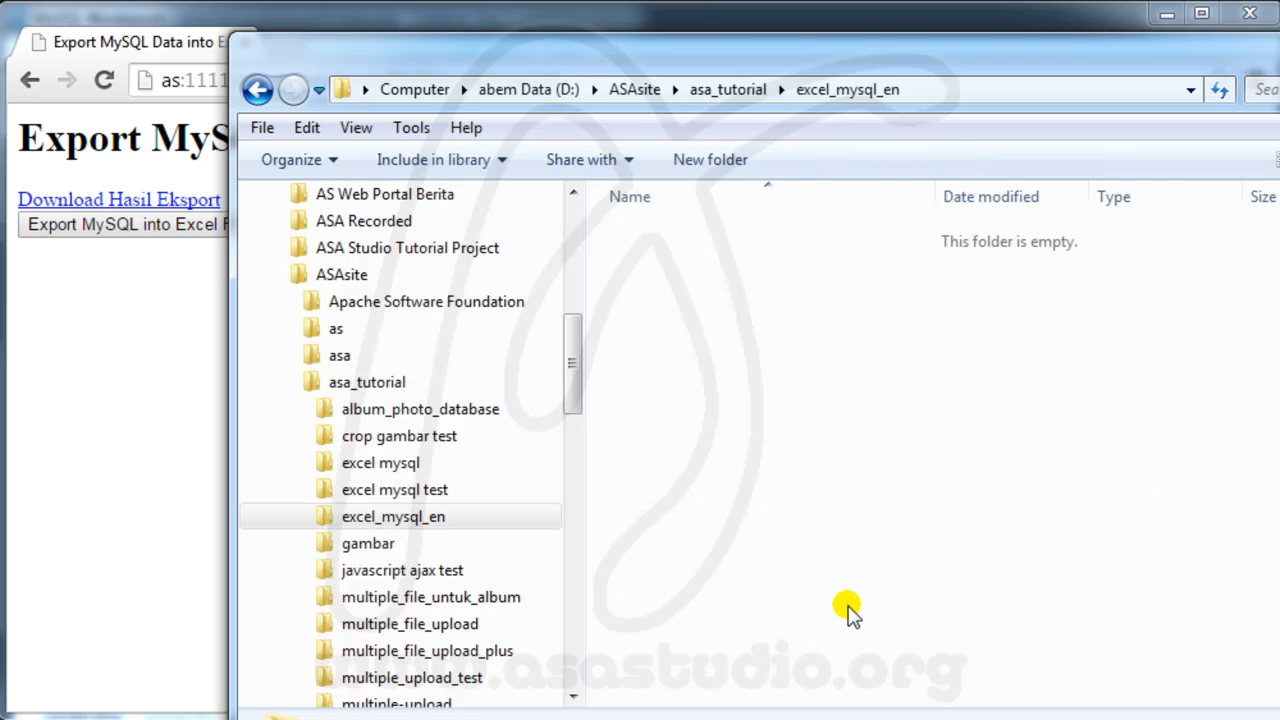 Export MySQL Data into E
as:1111
Export MyS
Download Hasil Eksport
Export MySQL into Excel F
Computer abem Data (D:) ASAsite asa_tutorial excel_mysql_en
Sea
File Edit View Tools Help
Organize Include in library Share with New folder
AS Web Portal Berita
ASA Recorded
ASA Studio Tutorial Project
ASAsite
Apache Software Foundation
as
asa
asa_tutorial
album_photo_database
crop gambar test
excel mysql
excel mysql test
excel_mysql_en
gambar
javascript ajax test
multiple_file_untuk_album
multiple_file_upload
multiple_file_upload_plus
multiple_upload_test
multiple-upload
Name Date modified Type Size
This folder is empty.
www.asastudio.org